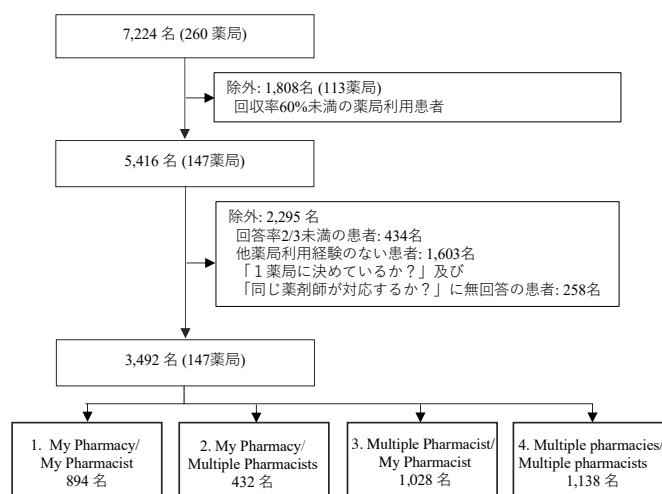 7,224 名 (260 薬局)
除外: 1,808名 (113薬局)
回収率60%未満の薬局利用患者
5,416 名 (147薬局)
除外: 2,295 名
回答率2/3未満の患者: 434名
他薬局利用経験のない患者: 1,603名
「１薬局に決めているか？」及び
「同じ薬剤師が対応するか？」に無回答の患者: 258名
3,492 名 (147薬局)
1. My Pharmacy/
My Pharmacist
894 名
2. My Pharmacy/
Multiple Pharmacists
432 名
3. Multiple Pharmacist/
My Pharmacist
1,028 名
4. Multiple pharmacies/
Multiple pharmacists
1,138 名